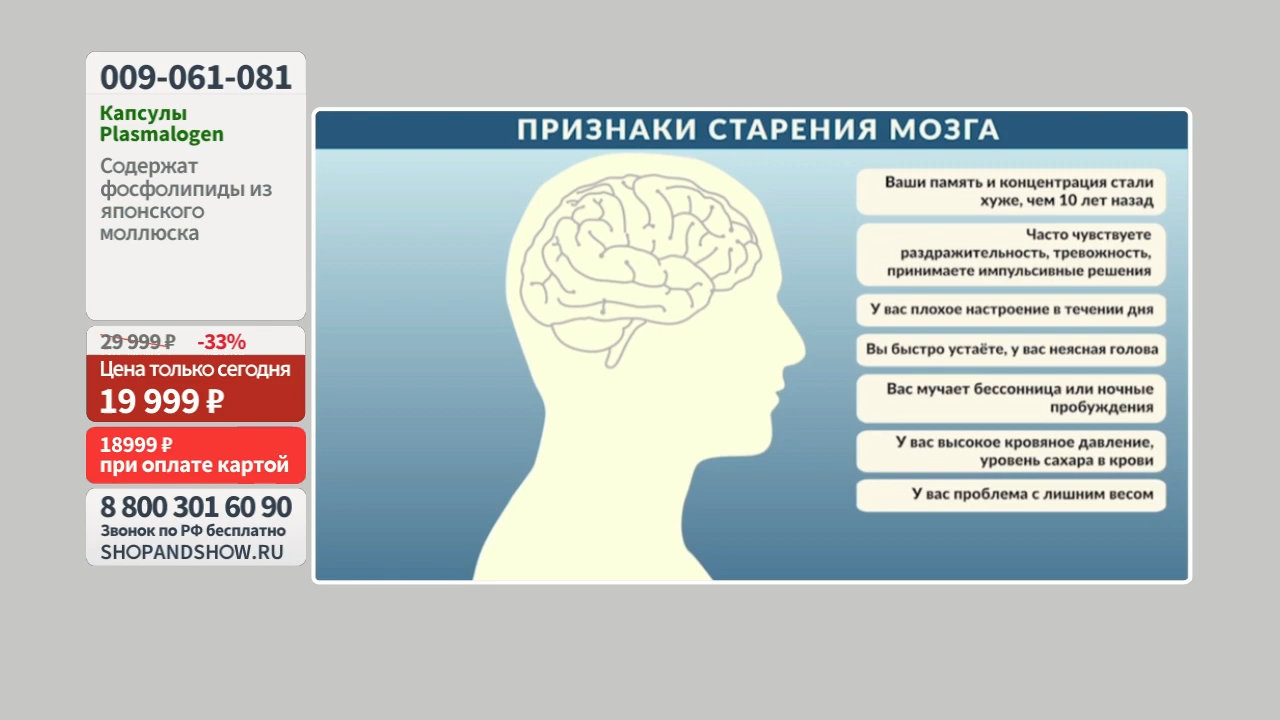 009-061-081
Капсулы
Plasmalogen
Содержат
фосфолипиды из
японского
моллюска
29 999 ₽ -33%
Цена только сегодня
19 999 ₽
18999 ₽
при оплате картой
8 800 301 60 90
Звонок по РФ бесплатно
SHOPANDSHOW.RU
ПРИЗНАКИ СТАРЕНИЯ МОЗГА
Ваши память и концентрация стали
хуже, чем 10 лет назад
Часто чувствуете
раздражительность, тревожность,
принимаете импульсивные решения
У вас плохое настроение в течении дня
Вы быстро устаёте, у вас неясная голова
Вас мучает бессонница или ночные
пробуждения
У вас высокое кровяное давление,
уровень сахара в крови
У вас проблема с лишним весом